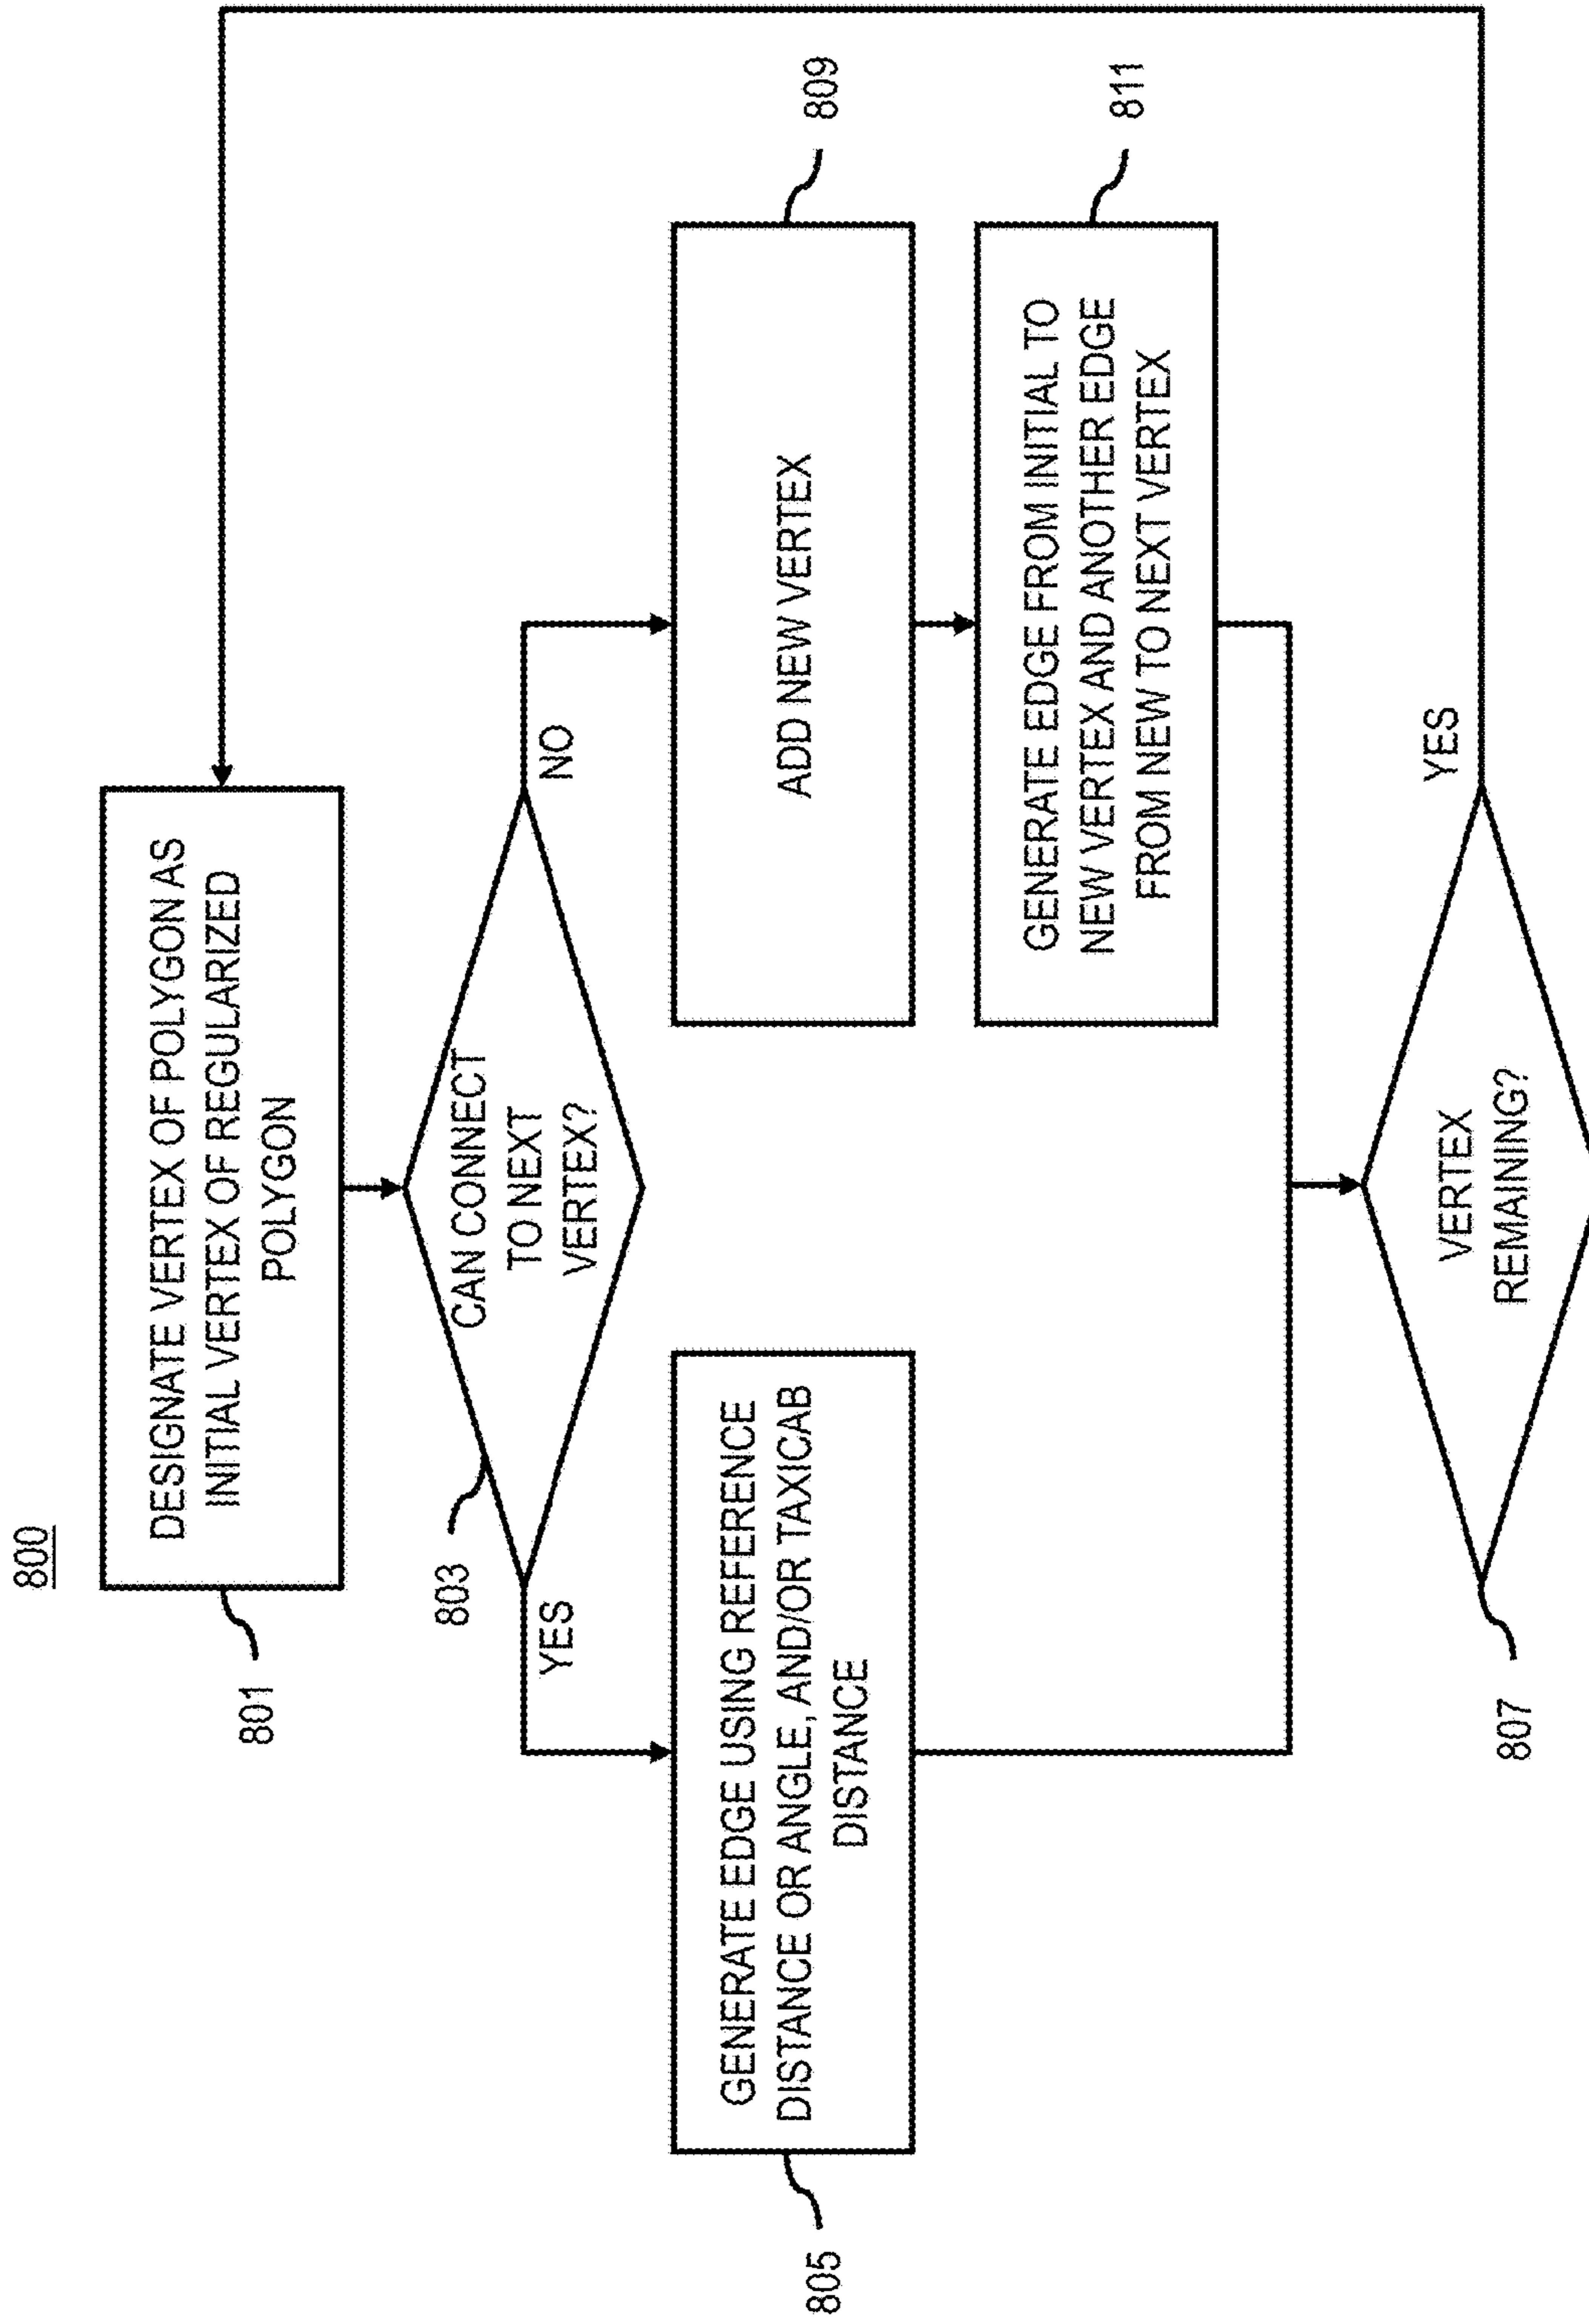 800
801
DESIGNATE VERTEX OF POLYGON AS
INITIAL VERTEX OF REGULARIZED
POLYGON
803
CAN CONNECT
TO NEXT
VERTEX?
YES
NO
805
GENERATE EDGE USING REFERENCE
DISTANCE OR ANGLE, AND/OR TAXICAB
DISTANCE
ADD NEW VERTEX
809
GENERATE EDGE FROM INITIAL TO
NEW VERTEX AND ANOTHER EDGE
FROM NEW TO NEXT VERTEX
811
807
VERTEX
REMAINING?
YES